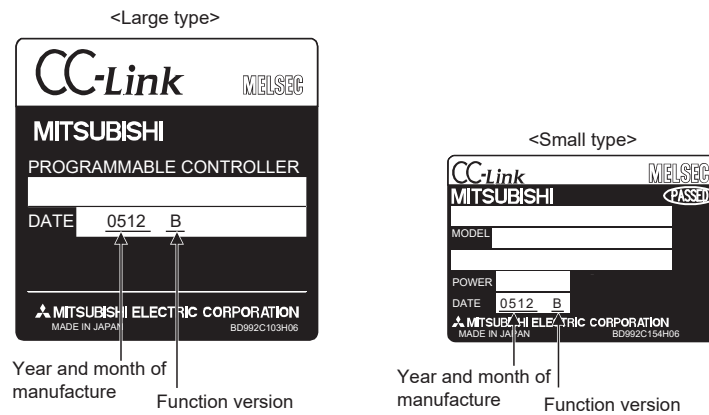 <Large type>
CC-Link MELSEC
MITSUBISHI
PROGRAMMABLE CONTROLLER
DATE 0512 B
MITSUBISHI ELECTRIC CORPORATION
MADE IN JAPAN BD992C103H06
Year and month of
manufacture
Function version
<Small type>
CC-Link MELSEC
MITSUBISHI PASSED
MODEL
POWER
DATE 0512 B
MITSUBISHI ELECTRIC CORPORATION
MADE IN JAPAN BD992C154H06
Year and month of
manufacture
Function version